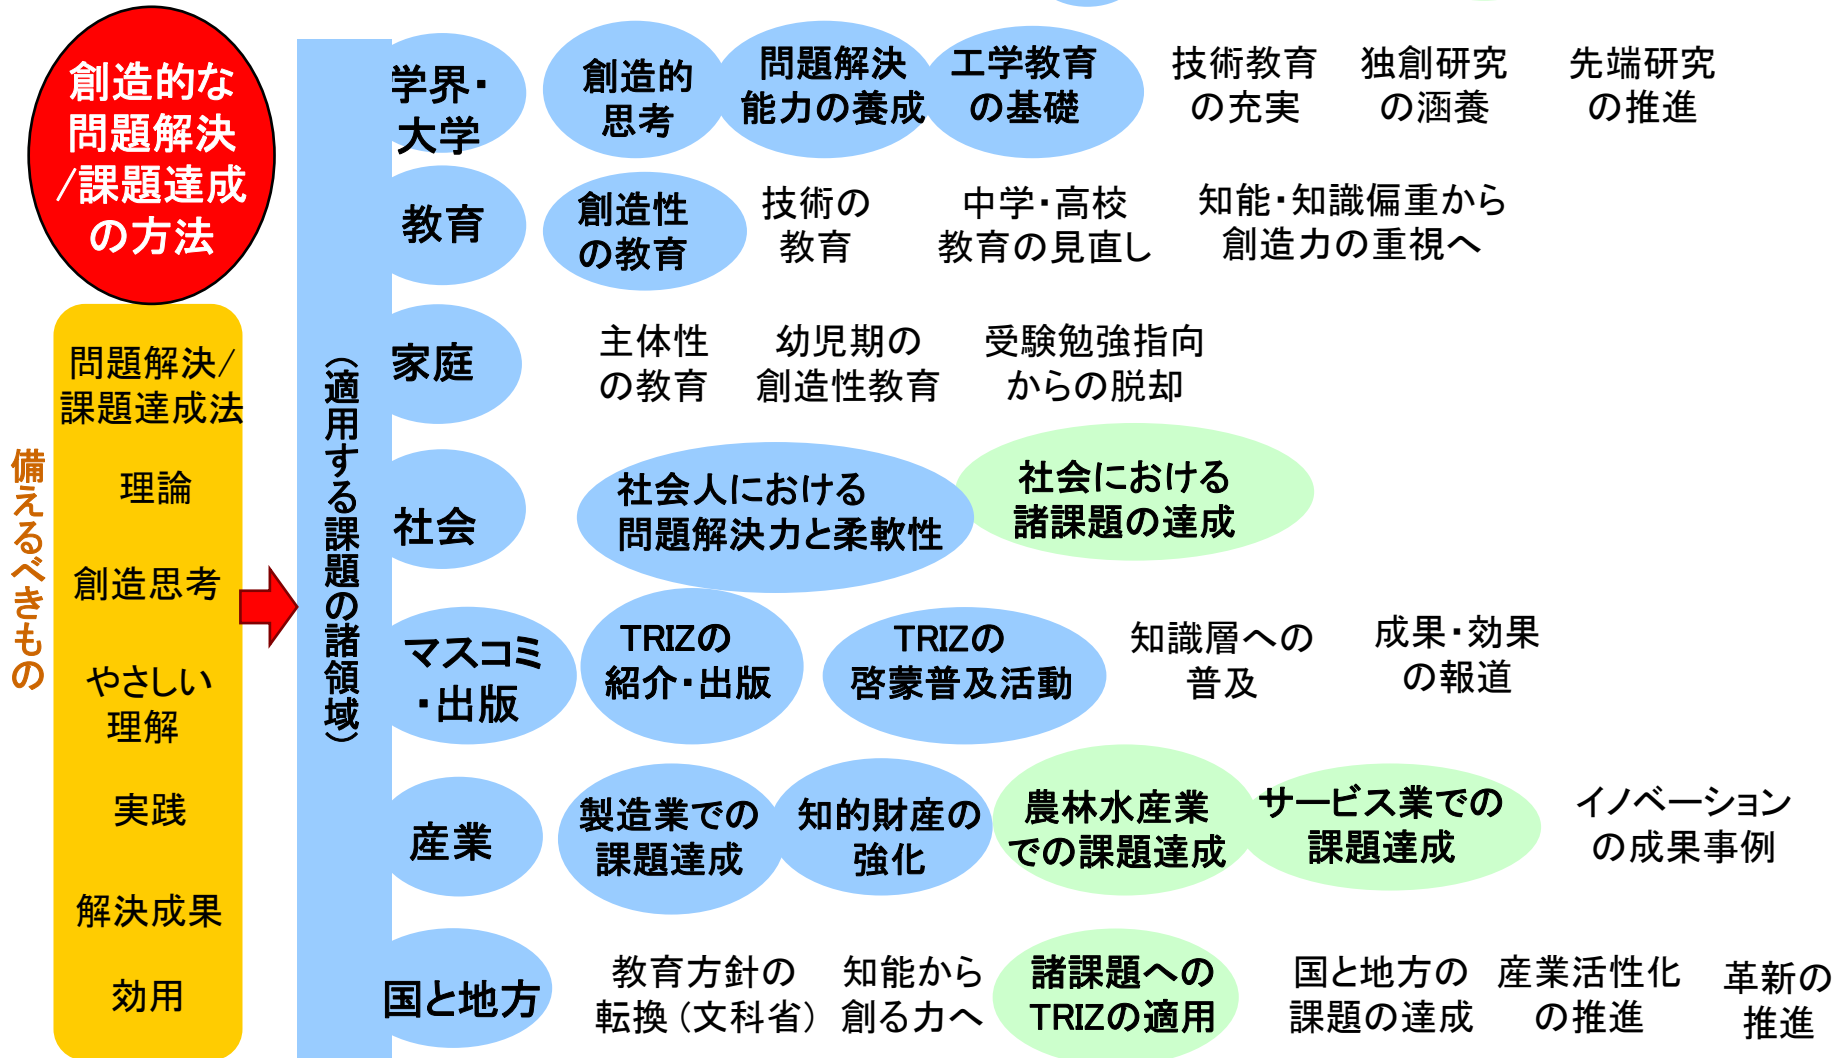 創造的な
問題解決
/課題達成
の方法
備えるべきもの
問題解決/
課題達成法
理論
創造思考
やさしい
理解
実践
解決成果
効用
(適用する課題の諸領域)
学界・
大学
創造的
思考
問題解決
能力の養成
工学教育
の基礎
技術教育
の充実
独創研究
の涵養
先端研究
の推進
教育
創造性
の教育
技術の
教育
中学・高校
教育の見直し
知能・知識偏重から
創造力の重視へ
家庭
主体性
の教育
幼児期の
創造性教育
受験勉強指向
からの脱却
社会
社会人における
問題解決力と柔軟性
社会における
諸課題の達成
マスコミ
・出版
TRIZの
紹介・出版
TRIZの
啓蒙普及活動
知識層への
普及
成果・効果
の報道
産業
製造業での
課題達成
知的財産の
強化
農林水産業
での課題達成
サービス業での
課題達成
イノベーション
の成果事例
国と地方
教育方針の
転換(文科省)
知能から
創る力へ
諸課題への
TRIZの適用
国と地方の
課題の達成
産業活性化
の推進
革新の
推進